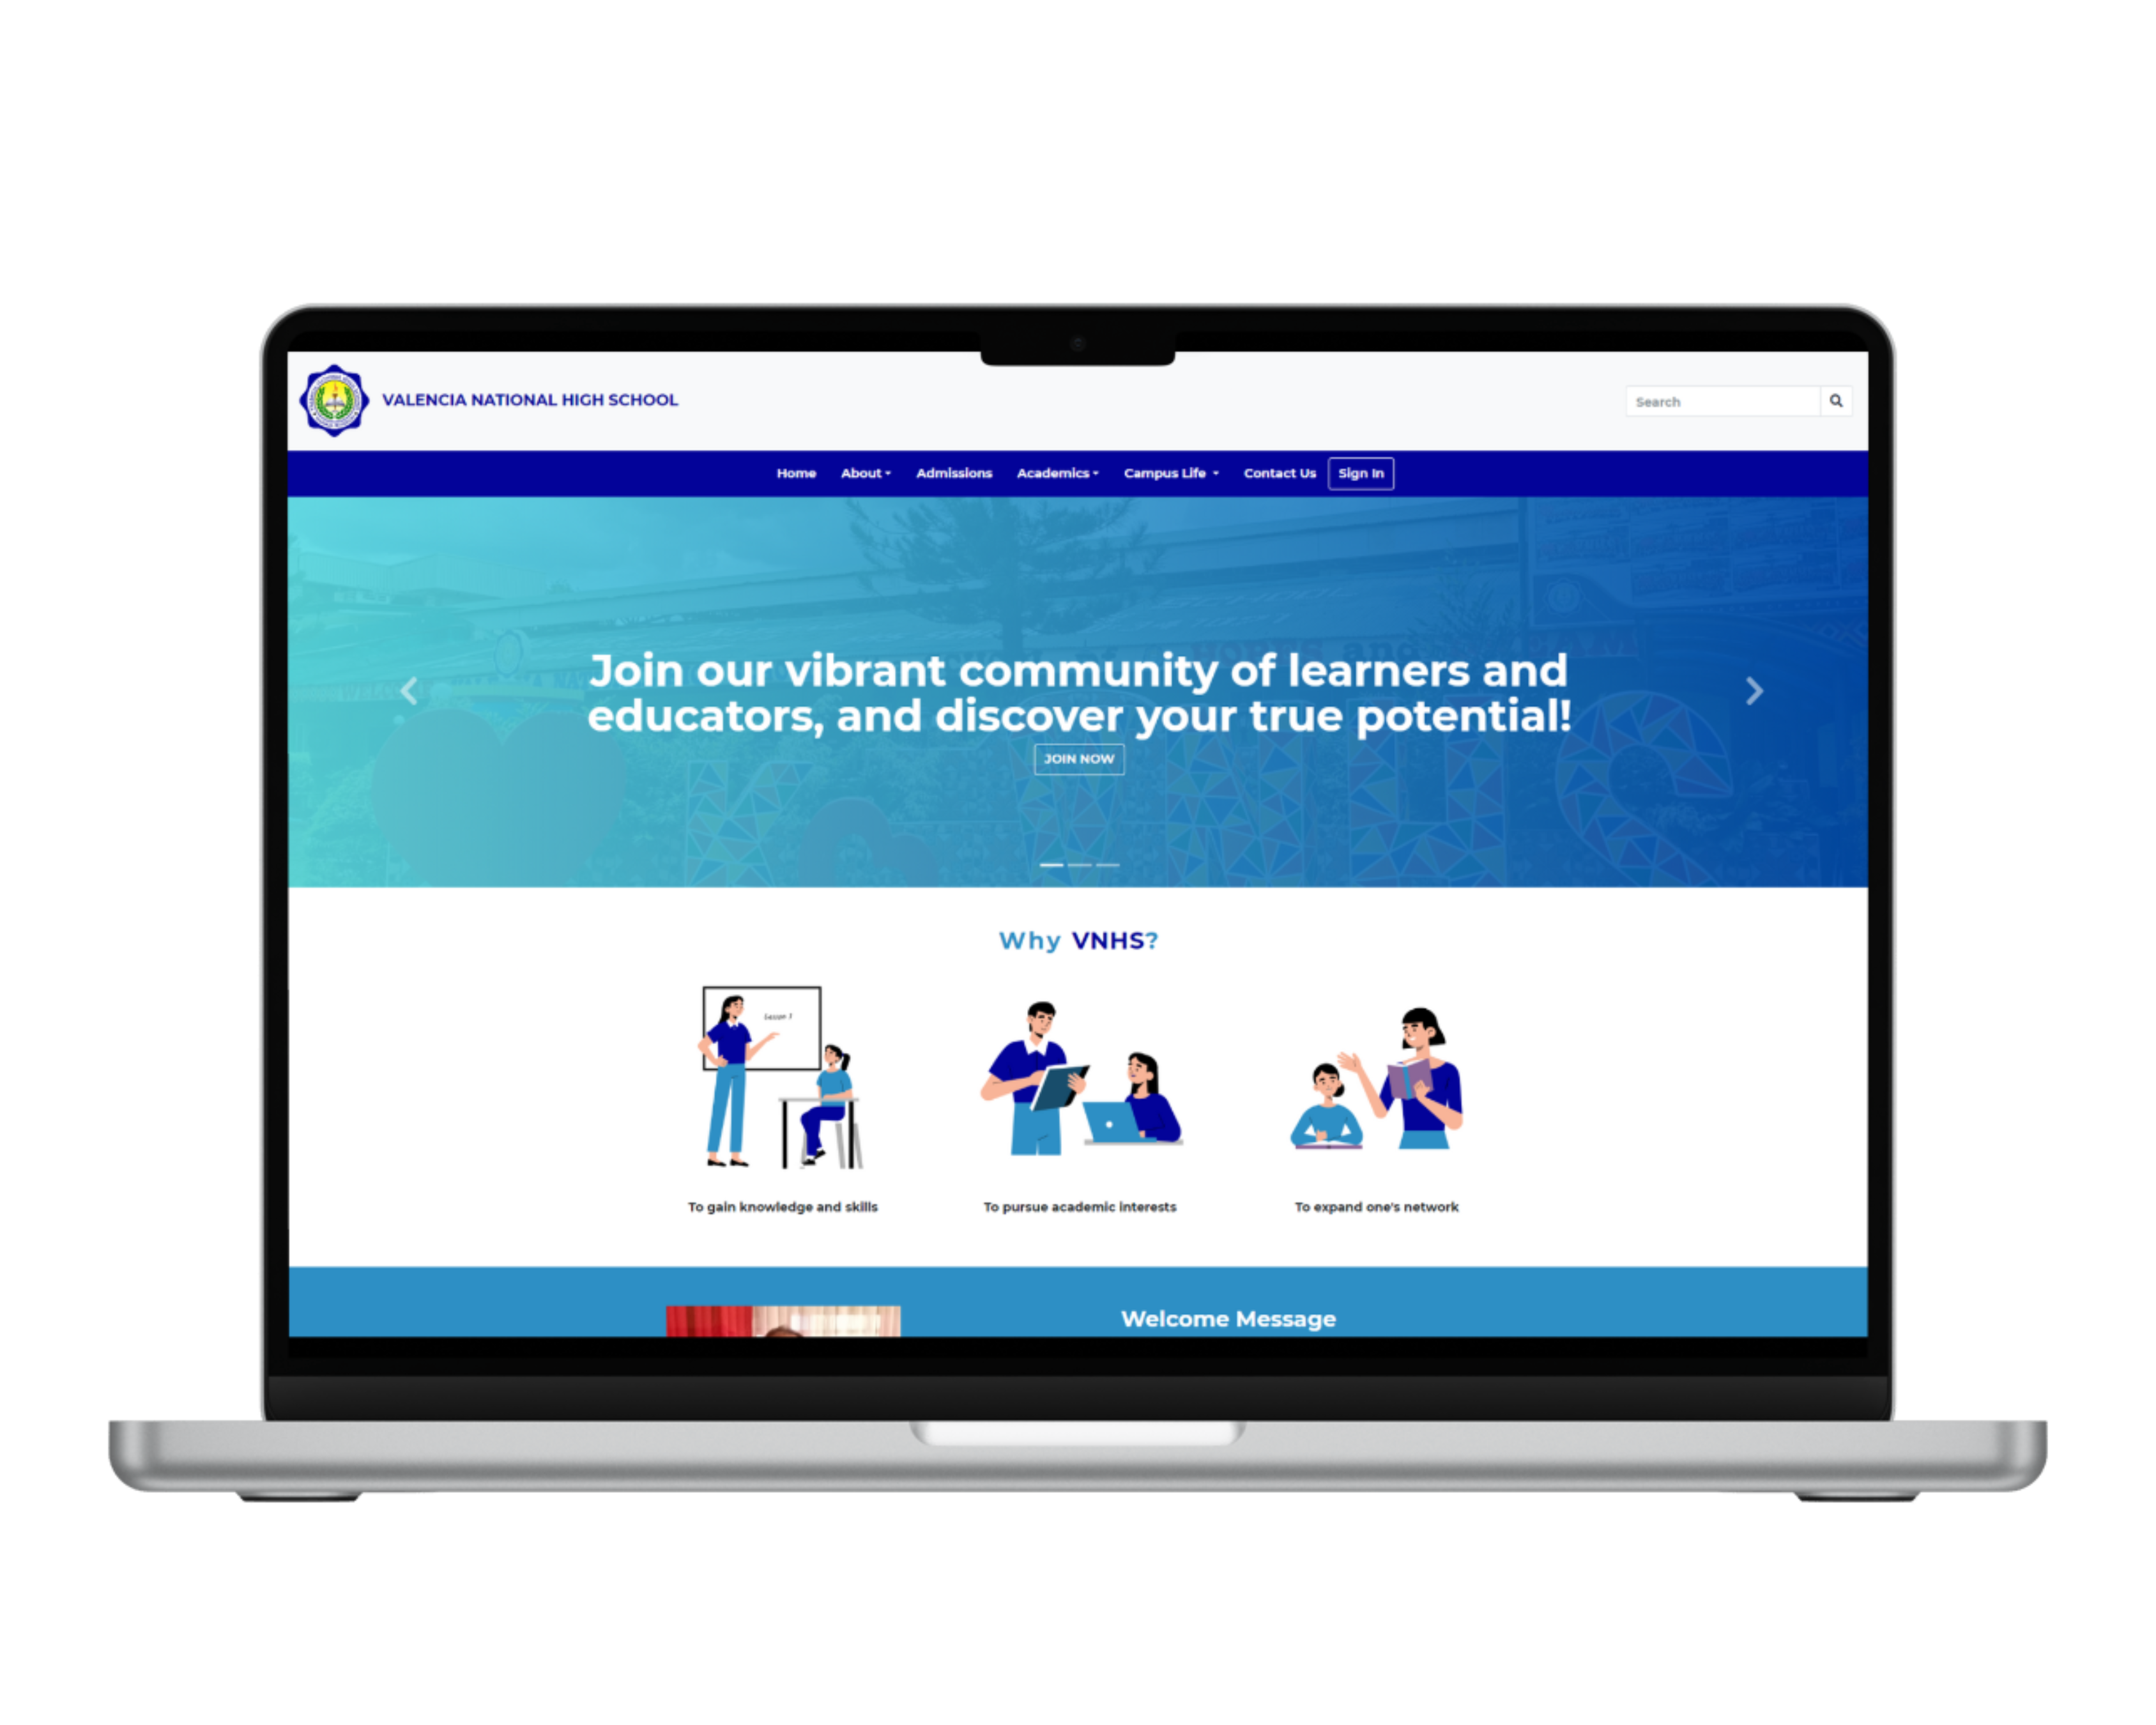 VALENCIA NATIONAL HIGH SCHOOL
Search
Home About Admissions Academics Campus Life Contact Us Sign In
Join our vibrant community of learners and
educators, and discover your true potential!
JOIN NOW
Why VNHS?
Lesson 1
To gain knowledge and skills
To pursue academic interests
To expand one's network
Welcome Message